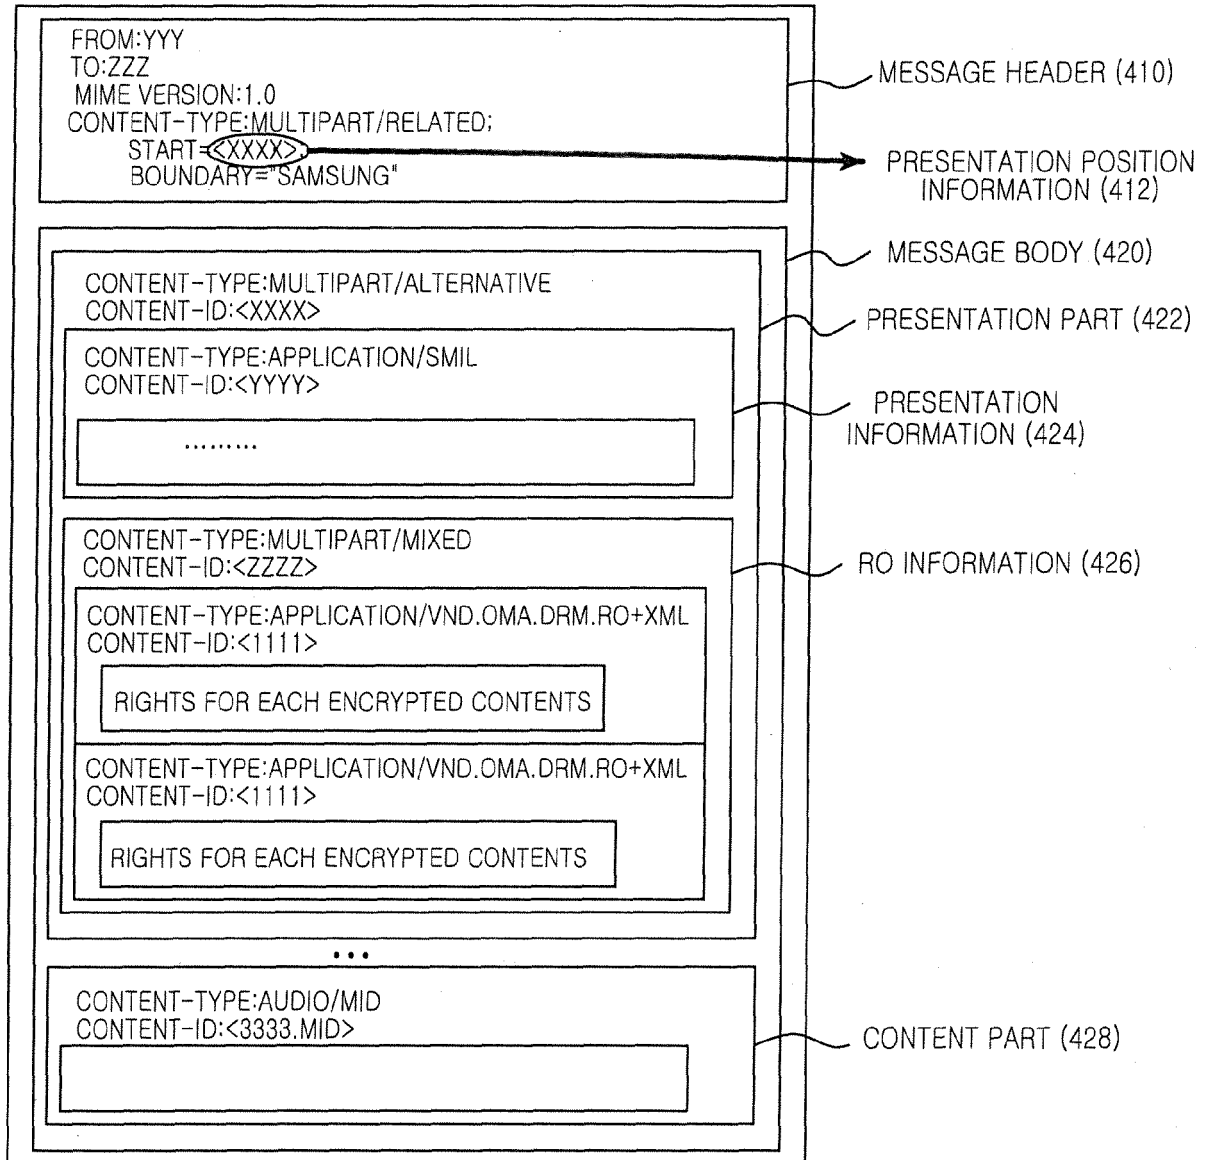 FROM:YYY
TO:ZZZ
MIME VERSION:1.0
CONTENT-TYPE:MULTIPART/RELATED;
START=<XXXX>;
BOUNDARY="SAMSUNG"
MESSAGE HEADER (410)
PRESENTATION POSITION
INFORMATION (412)
MESSAGE BODY (420)
CONTENT-TYPE:MULTIPART/ALTERNATIVE
CONTENT-ID:<XXXX>
PRESENTATION PART (422)
CONTENT-TYPE:APPLICATION/SMIL
CONTENT-ID:<YYYY>
.........
PRESENTATION
INFORMATION (424)
CONTENT-TYPE:MULTIPART/MIXED
CONTENT-ID:<ZZZZ>
RO INFORMATION (426)
CONTENT-TYPE:APPLICATION/VND.OMA.DRM.RO+XML
CONTENT-ID:<1111>
RIGHTS FOR EACH ENCRYPTED CONTENTS
CONTENT-TYPE:APPLICATION/VND.OMA.DRM.RO+XML
CONTENT-ID:<1111>
RIGHTS FOR EACH ENCRYPTED CONTENTS
...
CONTENT-TYPE:AUDIO/MID
CONTENT-ID:<3333.MID>
CONTENT PART (428)